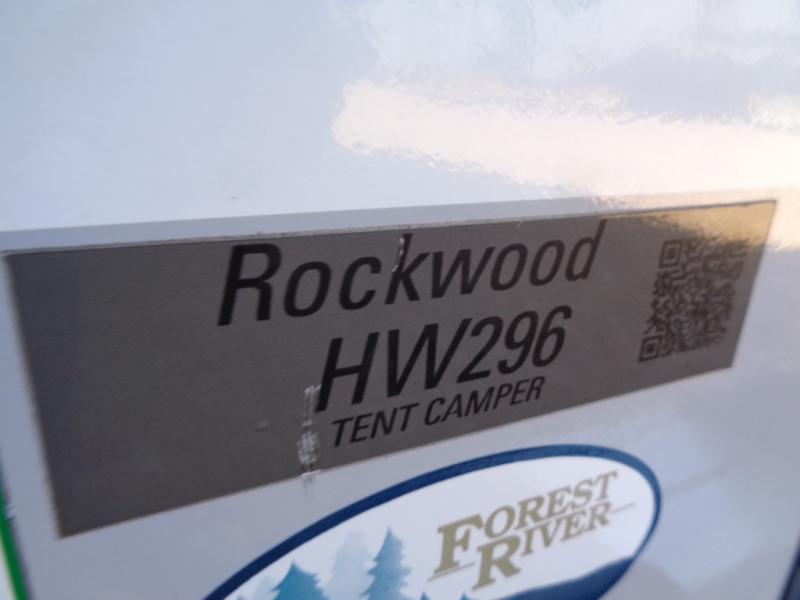 Rockwood
HW296
TENT CAMPER
FOREST
RIVER